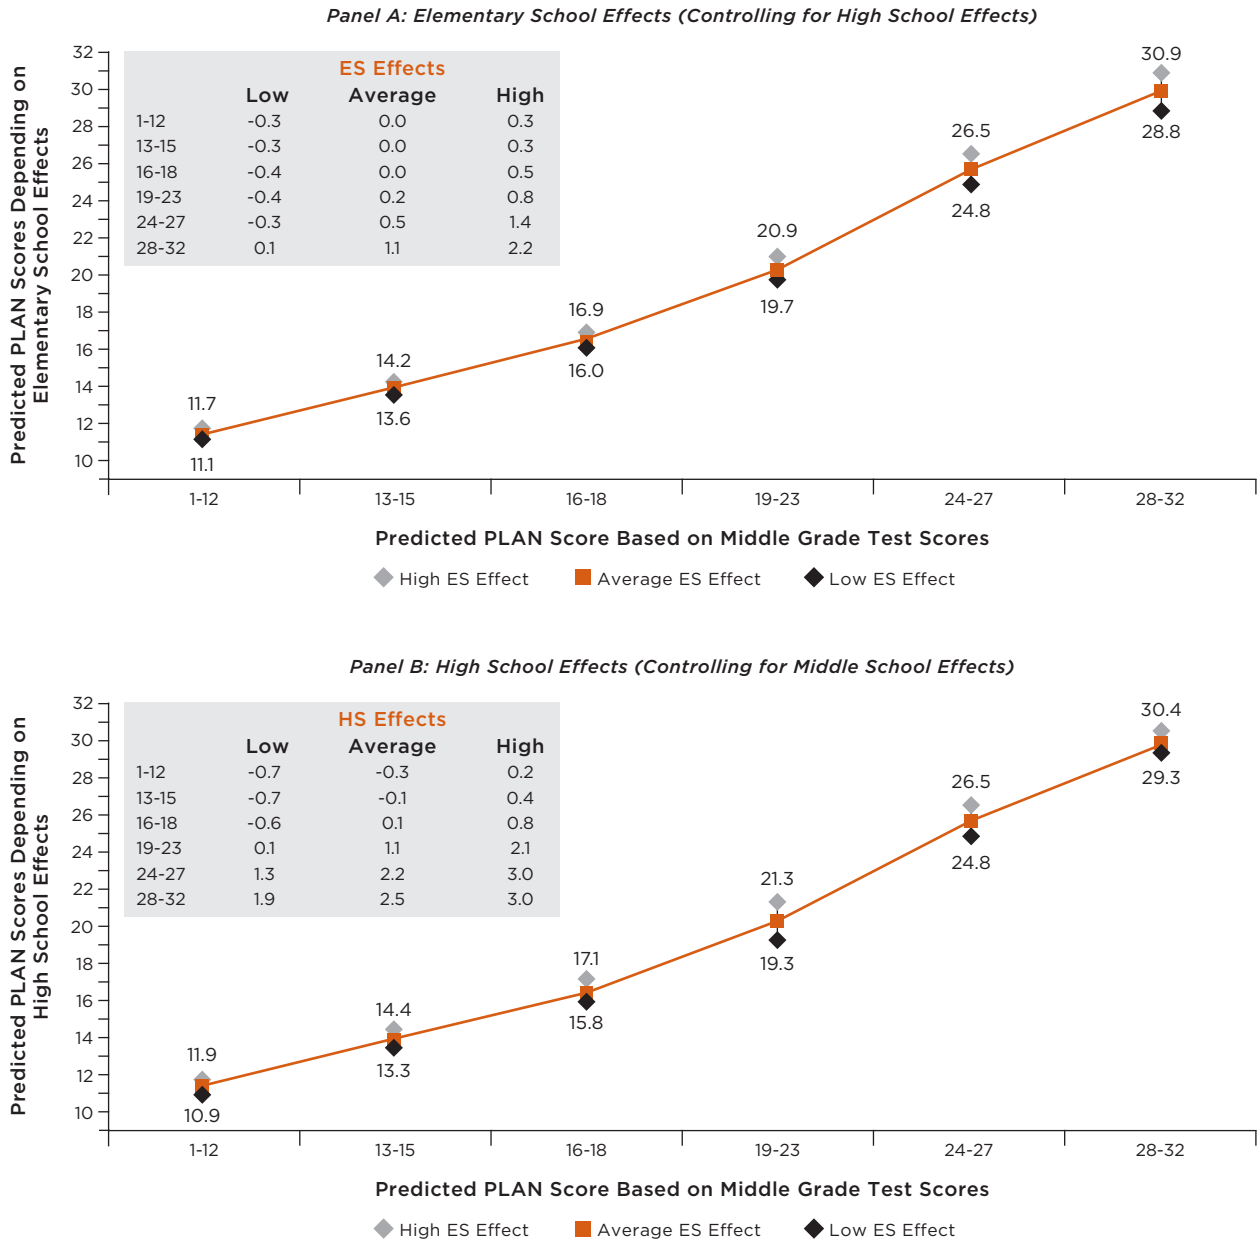 Panel A: Elementary School Effects (Controlling for High School Effects)
Predicted PLAN Scores Depending on
Elementary School Effects
32
30
28
26
24
22
20
18
16
14
12
10
ES Effects
Low Average High
1-12 -0.3 0.0 0.3
13-15 -0.3 0.0 0.3
16-18 -0.4 0.0 0.5
19-23 -0.4 0.2 0.8
24-27 -0.3 0.5 1.4
28-32 0.1 1.1 2.2
11.7
11.1
14.2
13.6
16.9
16.0
20.9
19.7
26.5
24.8
30.9
28.8
1-12 13-15 16-18 19-23 24-27 28-32
Predicted PLAN Score Based on Middle Grade Test Scores
High ES Effect Average ES Effect Low ES Effect
Panel B: High School Effects (Controlling for Middle School Effects)
Predicted PLAN Scores Depending on
High School Effects
32
30
28
26
24
22
20
18
16
14
12
10
HS Effects
Low Average High
1-12 -0.7 -0.3 0.2
13-15 -0.7 -0.1 0.4
16-18 -0.6 0.1 0.8
19-23 0.1 1.1 2.1
24-27 1.3 2.2 3.0
28-32 1.9 2.5 3.0
11.9
10.9
14.4
13.3
17.1
15.8
21.3
19.3
26.5
24.8
30.4
29.3
1-12 13-15 16-18 19-23 24-27 28-32
Predicted PLAN Score Based on Middle Grade Test Scores
High ES Effect Average ES Effect Low ES Effect